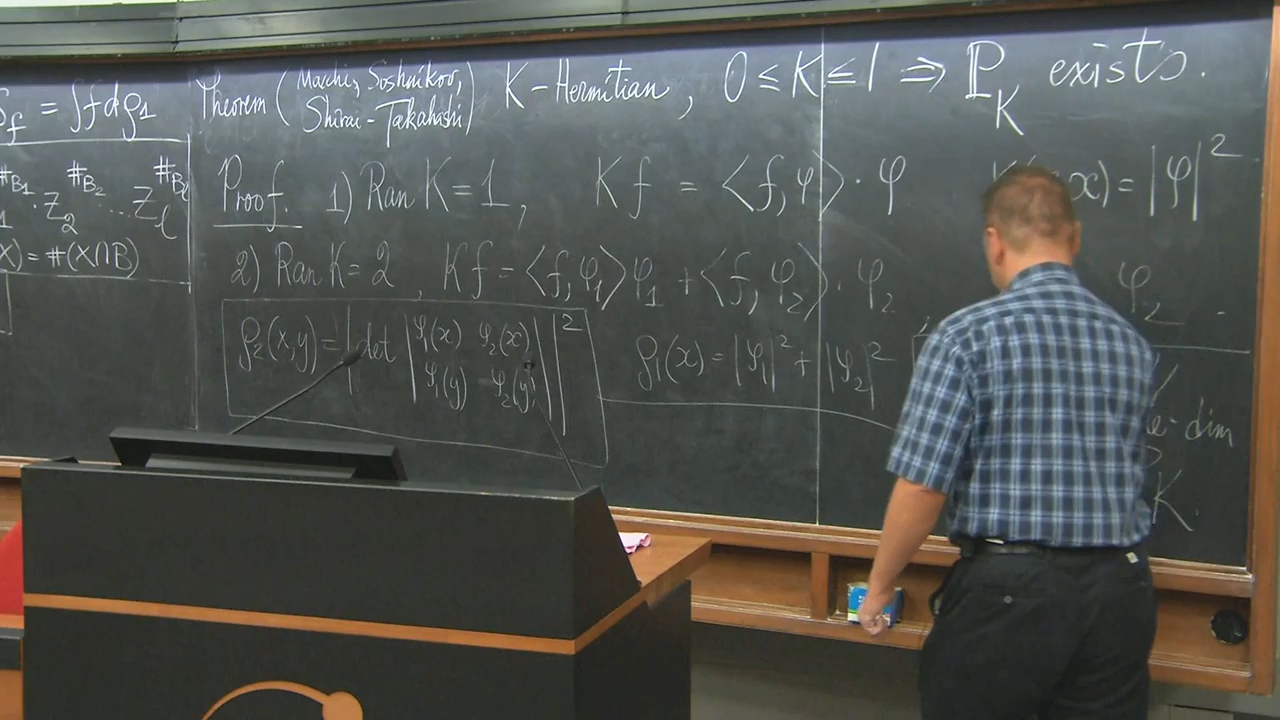 S_f = ∫f dρ_1
#B_1 #B_2 #B_l
Z_2 ... Z_l
X) = #(X∩B)
Theorem (Macchi, Soshnikov, Shirai-Takahashi) K-Hermitian, 0 ≤ K ≤ 1 ⇒ ℙ_K exists.
Proof. 1) Ran K = 1, Kf = <f,φ>·φ K( x) = |φ|^2
2) Ran K = 2, Kf = <f,φ_1>φ_1 + <f,φ_2>·φ_2 φ_2
ρ_2(x,y) = |det |φ_1(x) φ_2(x)| |^2 ρ_1(x) = |φ_1|^2 + |φ_2|^2
φ_1(y) φ_2(y)
-dim
K.